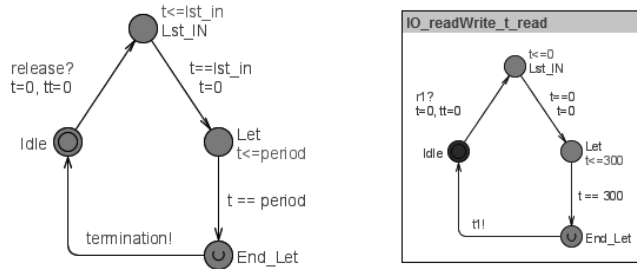 t<=lst_in
Lst_IN
release?
t=0, tt=0
t==lst_in
t=0
Idle
Let
t<=period
t == period
termination!
End_Let
IO_readWrite_t_read
t<=0
Lst_IN
r1?
t=0, tt=0
t==0
t=0
Idle
Let
t<=300
t == 300
t1!
End_Let